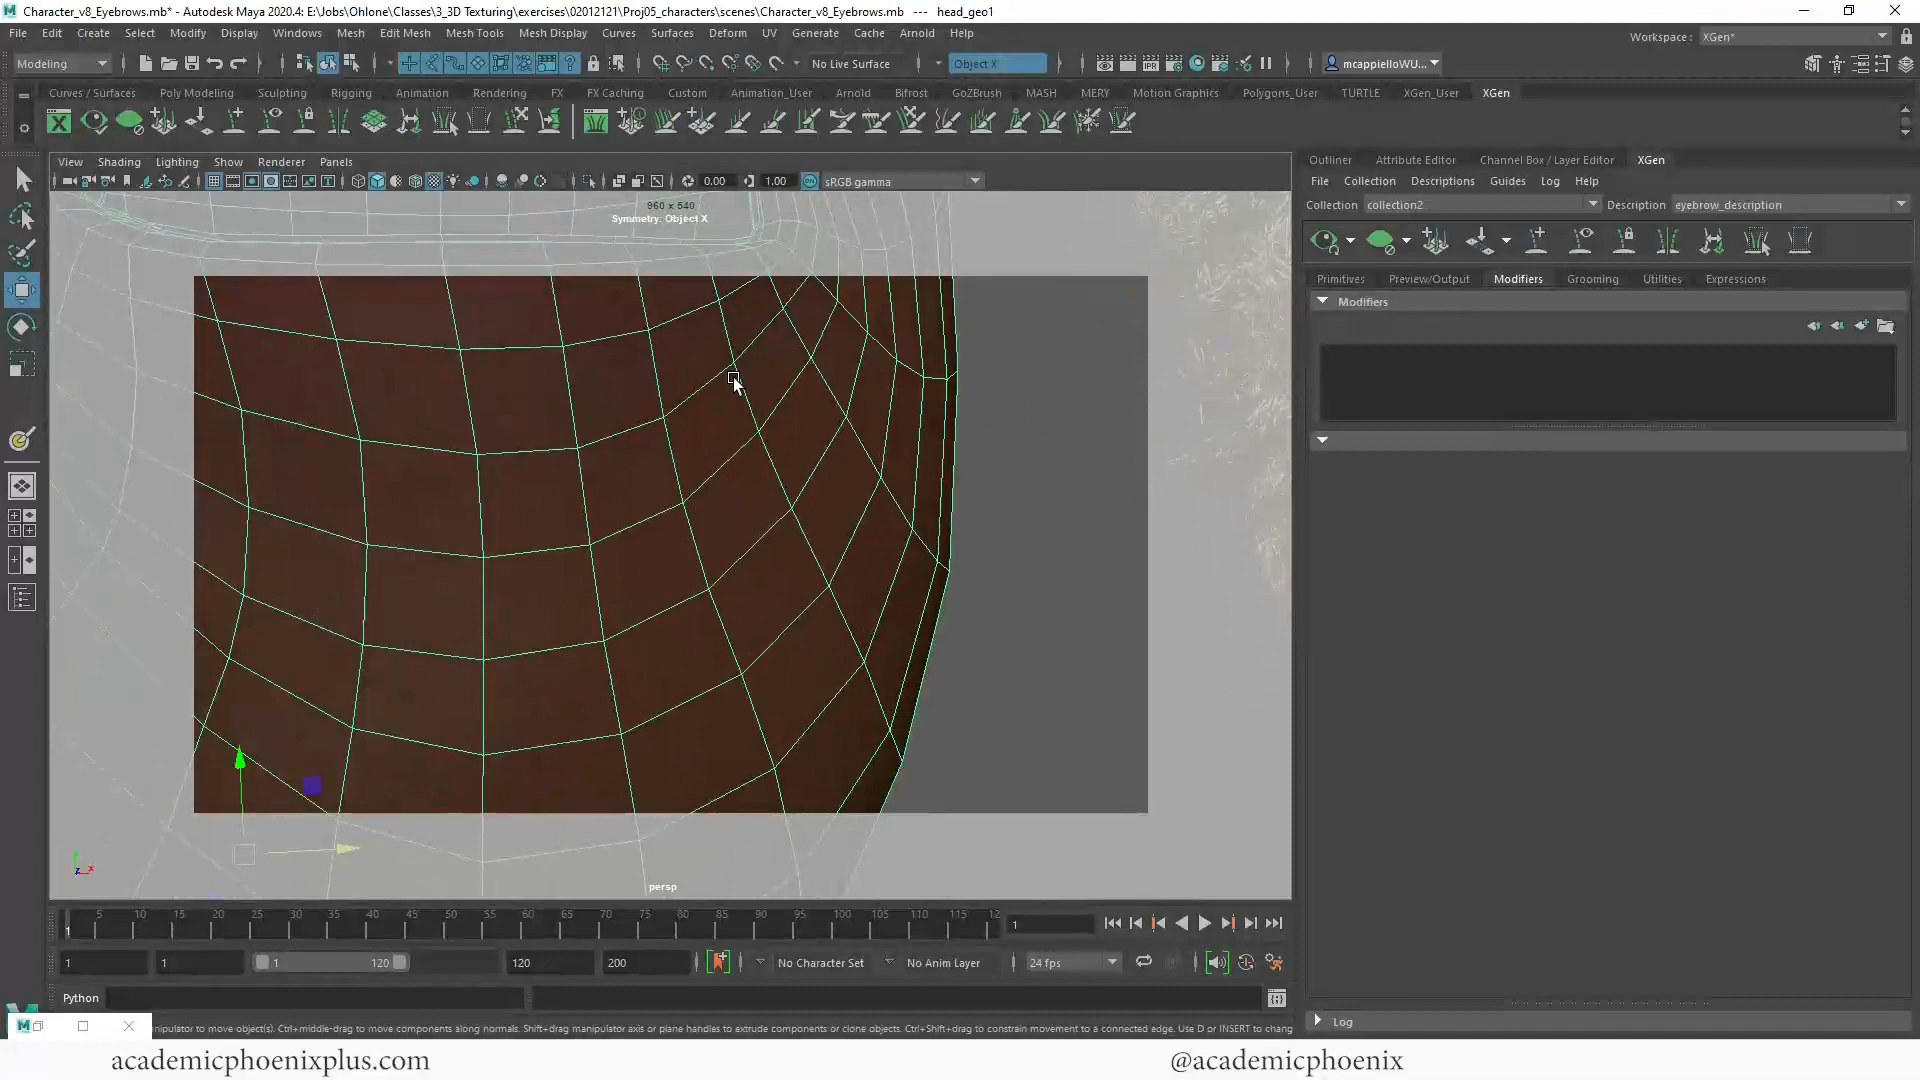 Character_v8_Eyebrows.mb* - Autodesk Maya 2020.4: E:\Jobs\Ohlone\Classes\3_3D Texturing\exercises\02012121\Proj05_characters\scenes\Character_v8_Eyebrows.mb --- head_geo1
File Edit Create Select Modify Display Windows Mesh Edit Mesh Mesh Tools Mesh Display Curves Surfaces Deform UV Generate Cache Arnold Help
Workspace : XGen*
Modeling No Live Surface Object X mcappielloWU...
Curves / Surfaces Poly Modeling Sculpting Rigging Animation Rendering FX FX Caching Custom Animation_User Arnold Bifrost GoZBrush MASH MERY Motion Graphics Polygons_User TURTLE XGen_User XGen
View Shading Lighting Show Renderer Panels
Outliner Attribute Editor Channel Box / Layer Editor XGen
0.00 1.00 sRGB gamma
File Collection Descriptions Guides Log Help
960 x 540
Symmetry: Object X
Collection collection2 Description eyebrow_description
Primitives Preview/Output Modifiers Grooming Utilities Expressions
Modifiers
persp
5 10 15 20 25 30 35 40 45 50 55 60 65 70 75 80 85 90 95 100 105 110 115 12
1
1
1 1 1 120 120 200 No Character Set No Anim Layer 24 fps
Python
Log
nipulator to move object(s). Ctrl+middle-drag to move components along normals. Shift+drag manipulator axis or plane handles to extrude components or clone objects. Ctrl+Shift+drag to constrain movement to a connected edge. Use D or INSERT to chang
academicphoenixplus.com
@academicphoenix